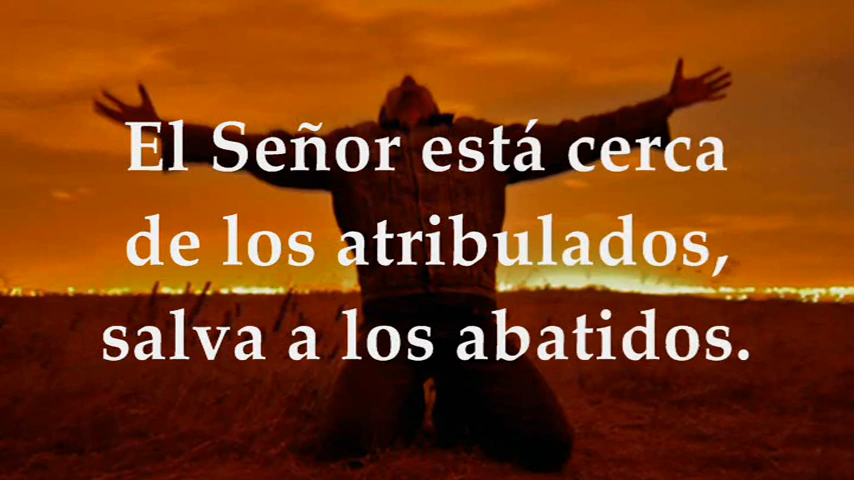 El Señor está cerca
de los atribulados,
salva a los abatidos.